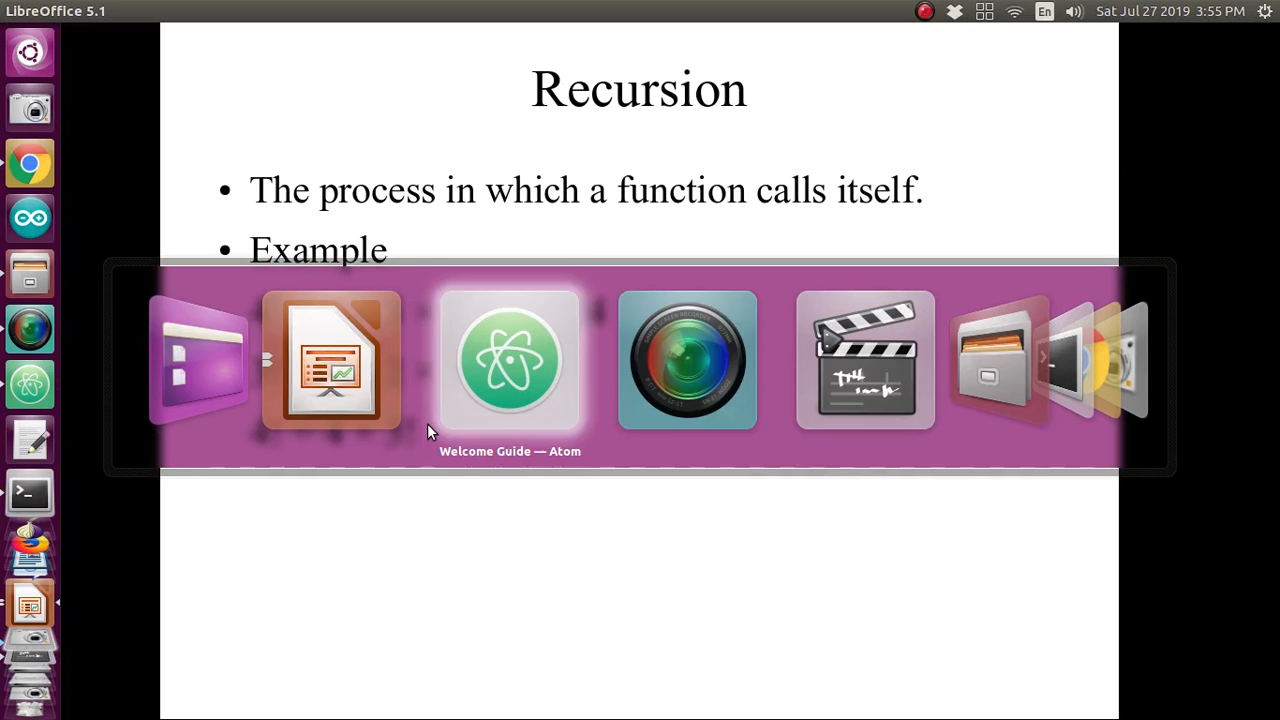 LibreOffice 5.1
En
Sat Jul 27 2019 3:55 PM
Recursion
• The process in which a function calls itself.
• Example
Welcome Guide — Atom